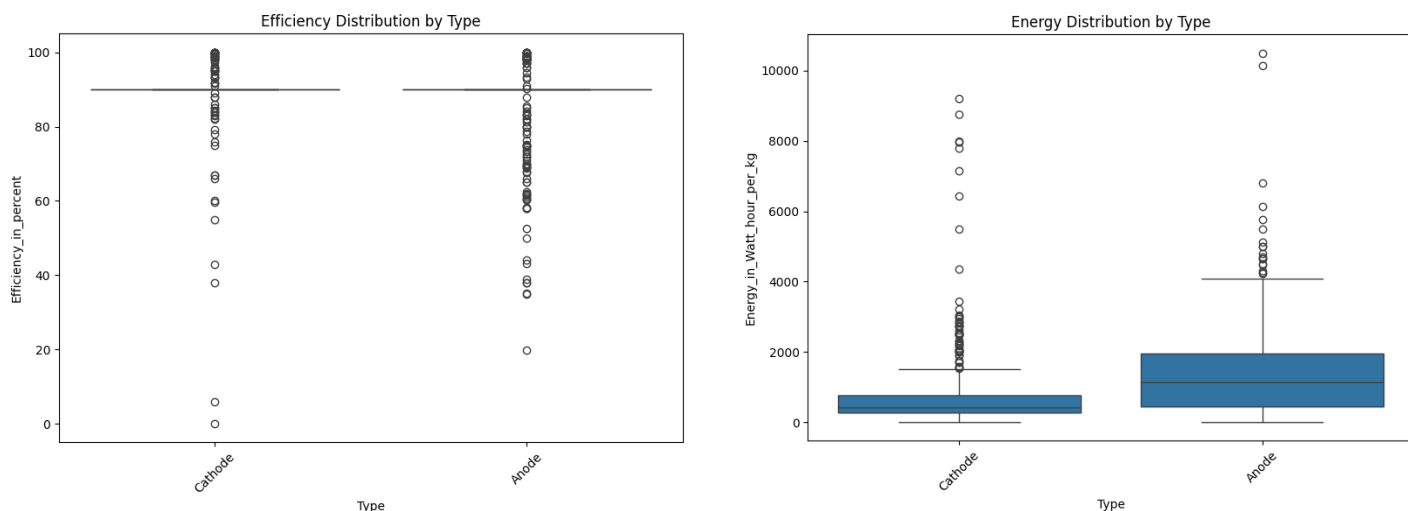 Efficiency Distribution by Type
100
80
60
40
20
0
Efficiency_in_percent
Cathode
Anode
Type
Energy Distribution by Type
10000
8000
6000
4000
2000
0
Energy_in_Watt_hour_per_kg
Cathode
Anode
Type